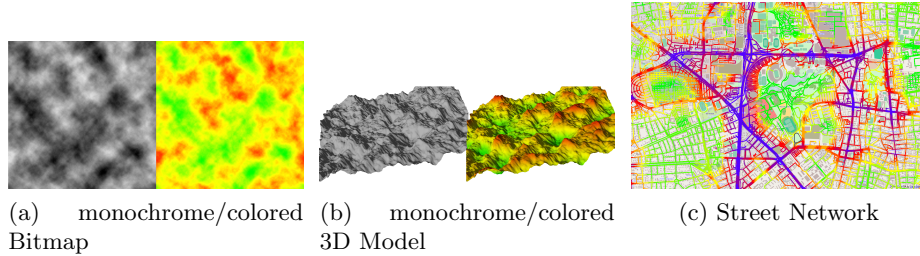 (a) monochrome/colored
Bitmap
(b) monochrome/colored
3D Model
(c) Street Network